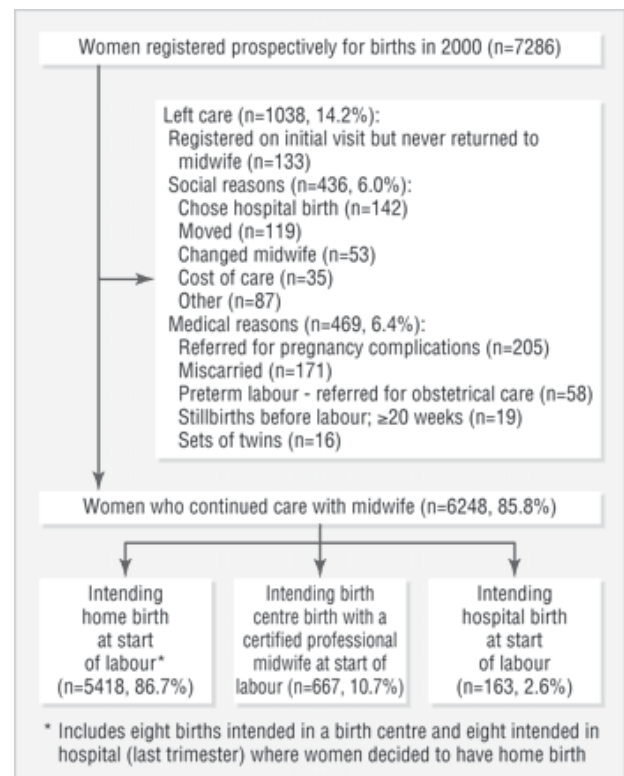 Women registered prospectively for births in 2000 (n=7286)
Left care (n=1038, 14.2%):
Registered on initial visit but never returned to
midwife (n=133)
Social reasons (n=436, 6.0%):
Chose hospital birth (n=142)
Moved (n=119)
Changed midwife (n=53)
Cost of care (n=35)
Other (n=87)
Medical reasons (n=469, 6.4%):
Referred for pregnancy complications (n=205)
Miscarried (n=171)
Preterm labour - referred for obstetrical care (n=58)
Stillbirths before labour; ≥20 weeks (n=19)
Sets of twins (n=16)
Women who continued care with midwife (n=6248, 85.8%)
Intending
home birth
at start
of labour*
(n=5418, 86.7%)
Intending birth
centre birth with a
certified professional
midwife at start of
labour (n=667, 10.7%)
Intending
hospital birth
at start
of labour
(n=163, 2.6%)
* Includes eight births intended in a birth centre and eight intended in
hospital (last trimester) where women decided to have home birth